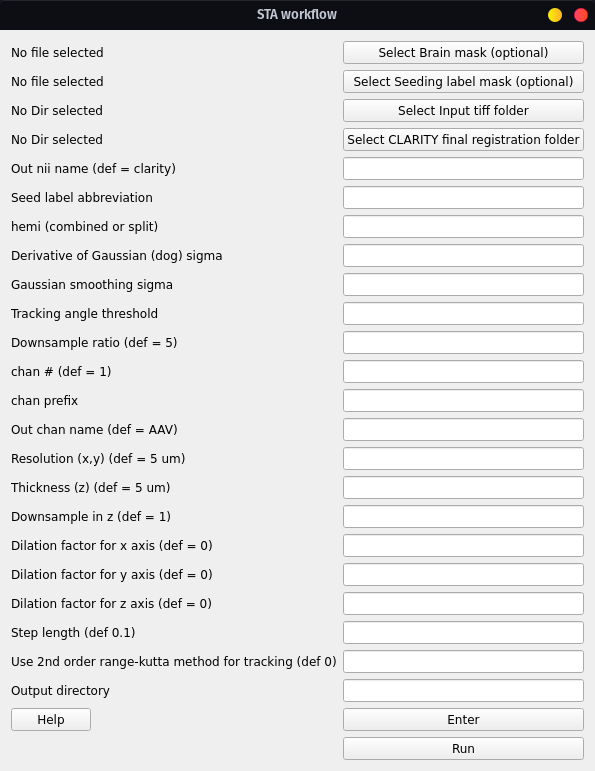 STA workflow
No file selected Select Brain mask (optional)
No file selected Select Seeding label mask (optional)
No Dir selected Select Input tiff folder
No Dir selected Select CLARITY final registration folder
Out nii name (def = clarity)
Seed label abbreviation
hemi (combined or split)
Derivative of Gaussian (dog) sigma
Gaussian smoothing sigma
Tracking angle threshold
Downsample ratio (def = 5)
chan # (def = 1)
chan prefix
Out chan name (def = AAV)
Resolution (x,y) (def = 5 um)
Thickness (z) (def = 5 um)
Downsample in z (def = 1)
Dilation factor for x axis (def = 0)
Dilation factor for y axis (def = 0)
Dilation factor for z axis (def = 0)
Step length (def 0.1)
Use 2nd order range-kutta method for tracking (def 0)
Output directory
Help Enter
Run